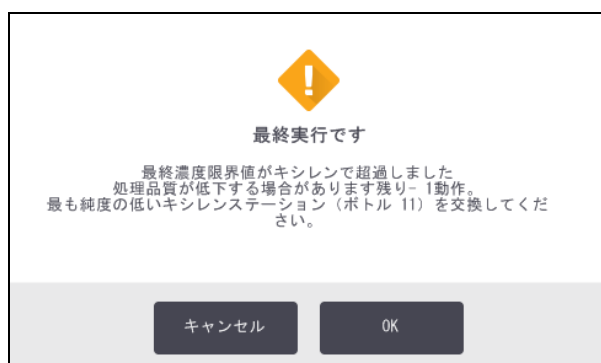 最終実行です
最終濃度限界値がキシレンで超過しました
処理品質が低下する場合があります残り- 1動作。
最も純度の低いキシレンステーション（ボトル 11）を交換してくだ
さい。
キャンセル
OK